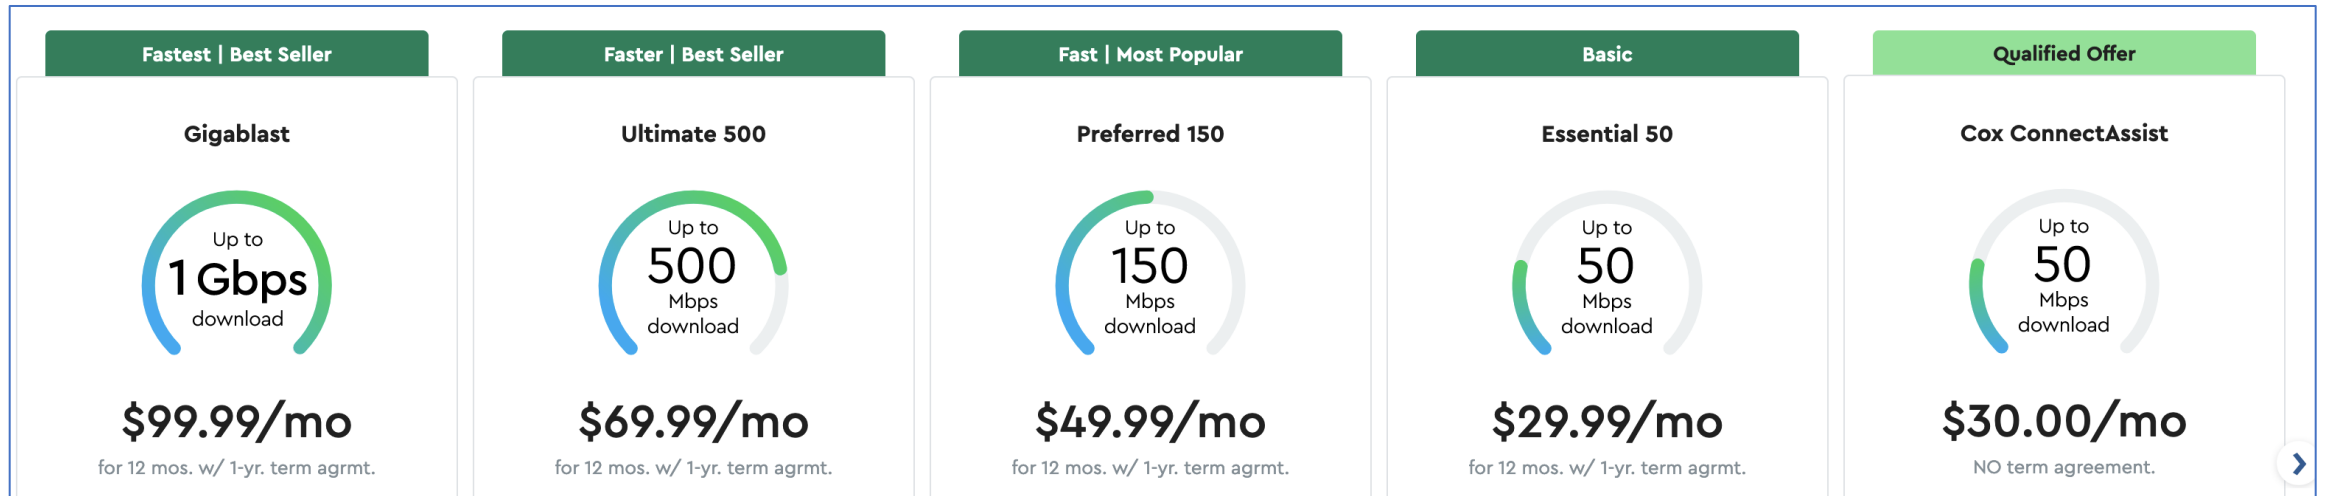 Fastest | Best Seller
Gigablast
Up to
1 Gbps
download
$99.99/mo
for 12 mos. w/ 1-yr. term agrmt.
Faster | Best Seller
Ultimate 500
Up to
500
Mbps
download
$69.99/mo
for 12 mos. w/ 1-yr. term agrmt.
Fast | Most Popular
Preferred 150
Up to
150
Mbps
download
$49.99/mo
for 12 mos. w/ 1-yr. term agrmt.
Basic
Essential 50
Up to
50
Mbps
download
$29.99/mo
for 12 mos. w/ 1-yr. term agrmt.
Qualified Offer
Cox ConnectAssist
Up to
50
Mbps
download
$30.00/mo
NO term agreement.